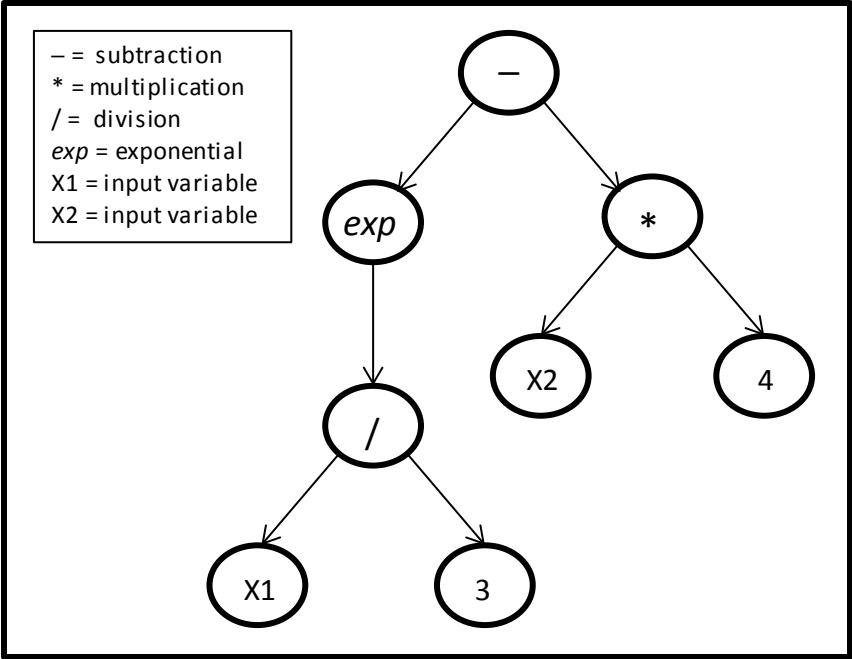 – = subtraction
* = multiplication
/ = division
exp = exponential
X1 = input variable
X2 = input variable
–
exp
*
X2
4
/
X1
3